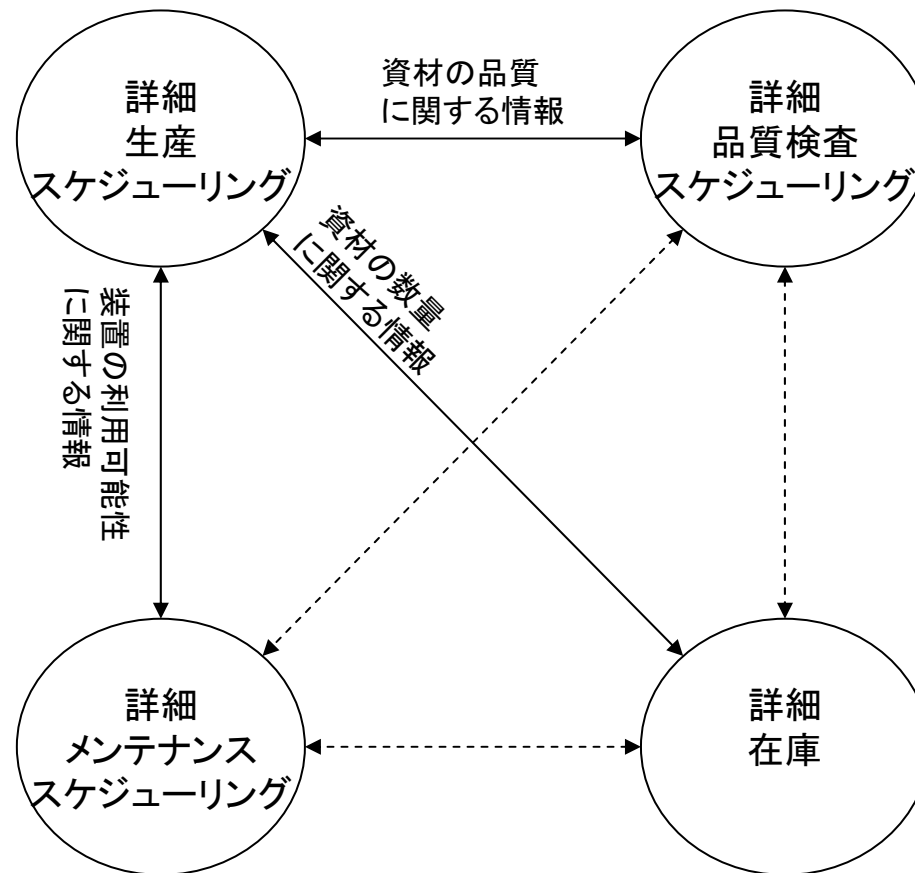 詳細
生産
スケジューリング
資材の品質
に関する情報
詳細
品質検査
スケジューリング
資材の数量
に関する情報
装置の利用可能性
に関する情報
詳細
メンテナンス
スケジューリング
詳細
在庫